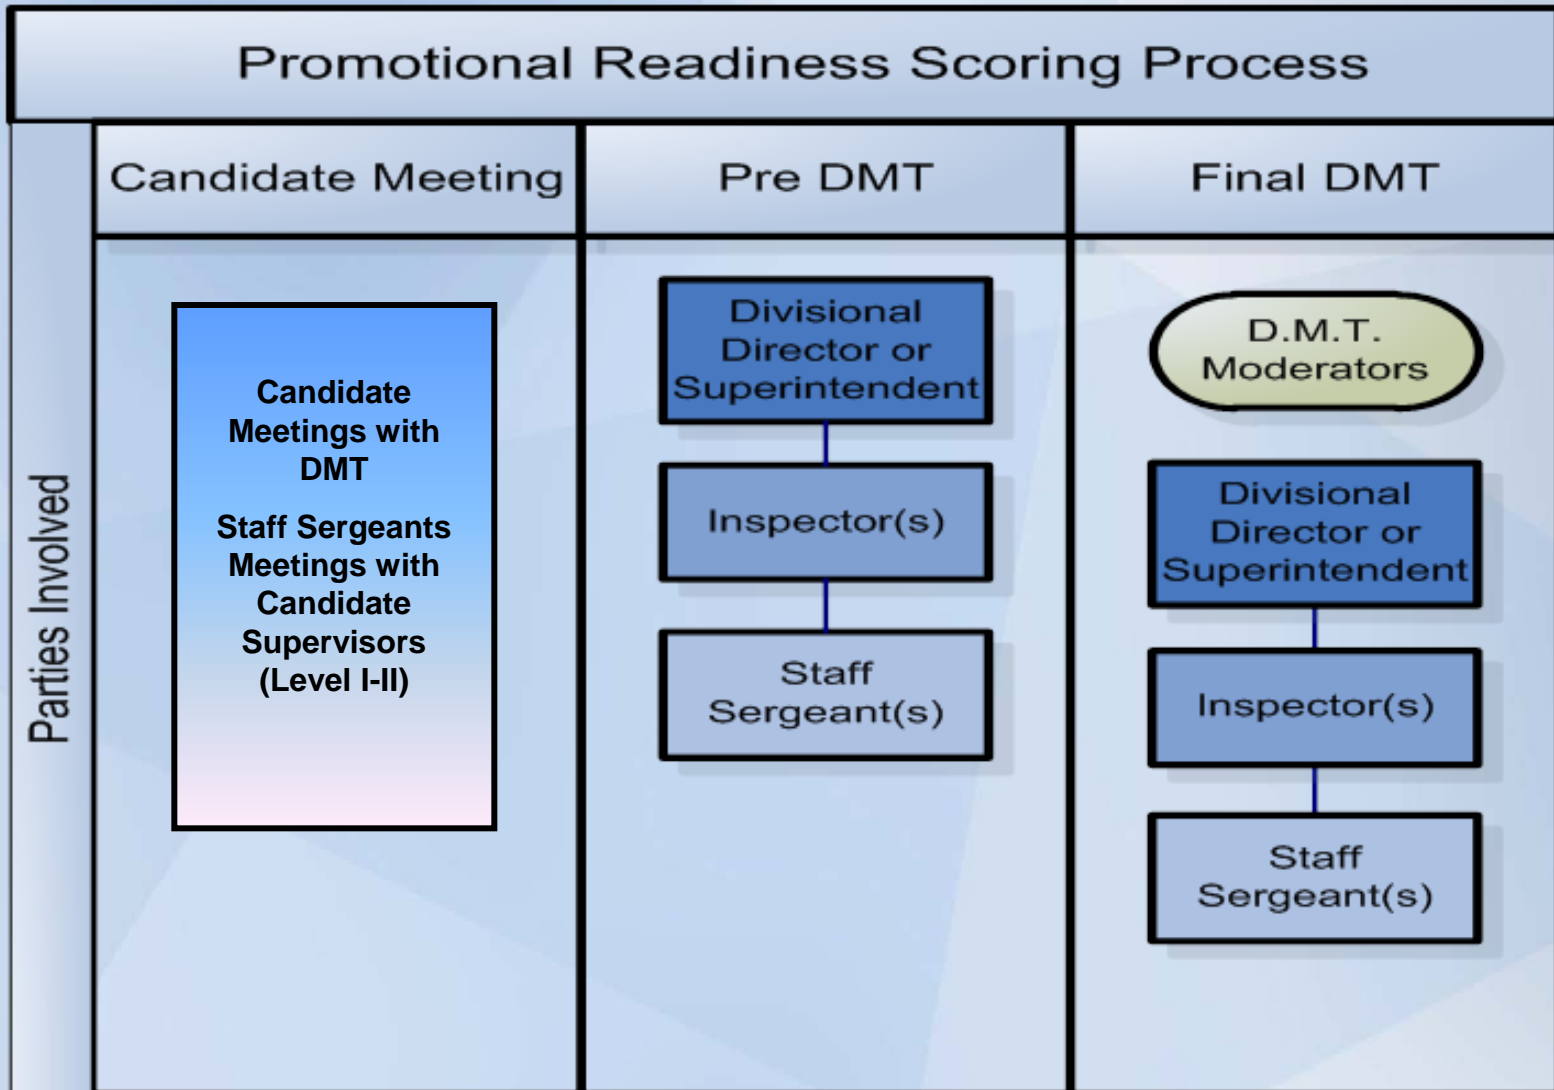 Promotional Readiness Scoring Process
Parties Involved
Candidate Meeting
Pre DMT
Final DMT
Candidate
Meetings with
DMT
Staff Sergeants
Meetings with
Candidate
Supervisors
(Level I-II)
Divisional
Director or
Superintendent
Inspector(s)
Staff
Sergeant(s)
D.M.T.
Moderators
Divisional
Director or
Superintendent
Inspector(s)
Staff
Sergeant(s)